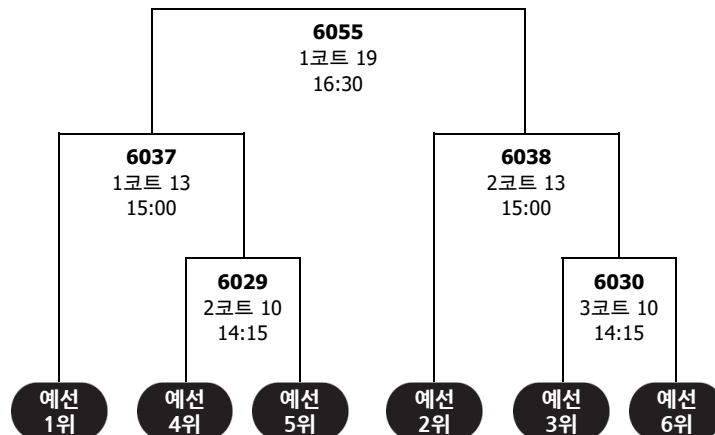 6055
1코트 19
16:30
6037
1코트 13
15:00
6038
2코트 13
15:00
6029
2코트 10
14:15
6030
3코트 10
14:15
예선
1위
예선
4위
예선
5위
예선
2위
예선
3위
예선
6위